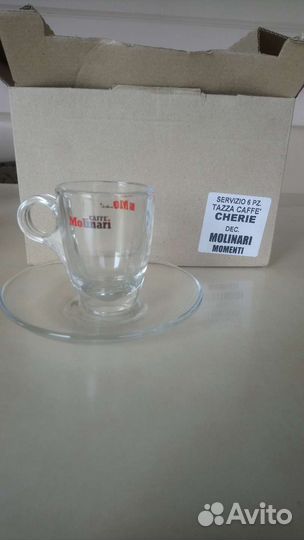 CAFFÈ
Molinari
SERVIZIO 6 PZ.
TAZZA CAFFE'
CHERIE
DEC.
MOLINARI
MOMENTI
Avito